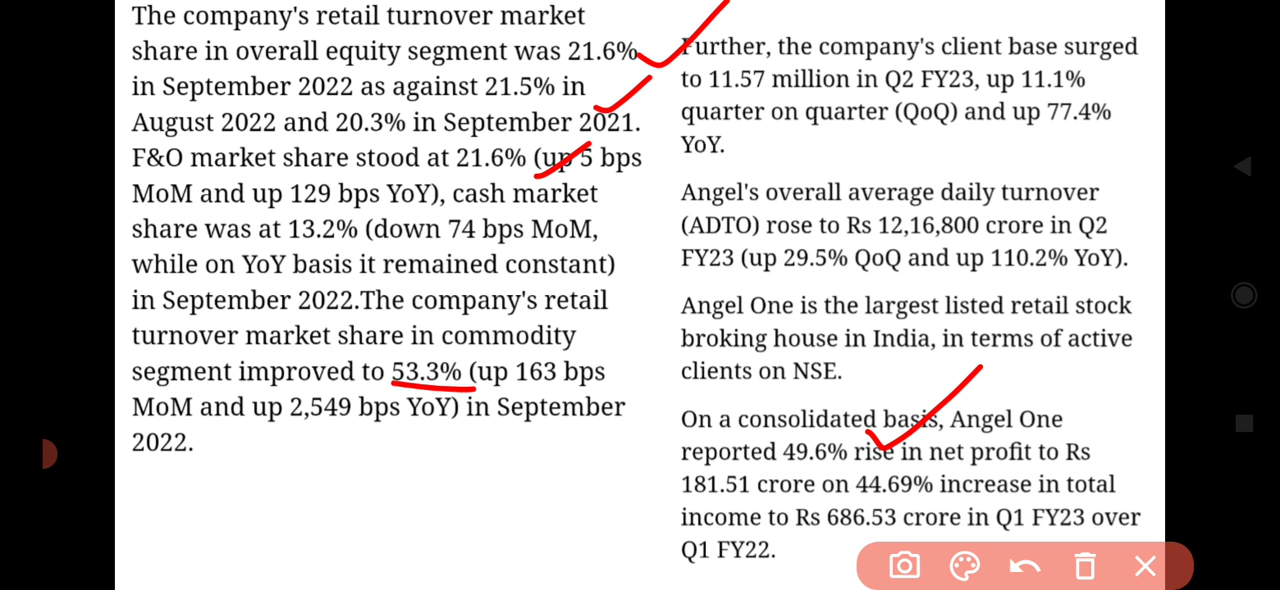 The company's retail turnover market
share in overall equity segment was 21.6%
in September 2022 as against 21.5% in
August 2022 and 20.3% in September 2021.
F&O market share stood at 21.6% (up 5 bps
MoM and up 129 bps YoY), cash market
share was at 13.2% (down 74 bps MoM,
while on YoY basis it remained constant)
in September 2022.The company's retail
turnover market share in commodity
segment improved to 53.3% (up 163 bps
MoM and up 2,549 bps YoY) in September
2022.
Further, the company's client base surged
to 11.57 million in Q2 FY23, up 11.1%
quarter on quarter (QoQ) and up 77.4%
YoY.
Angel's overall average daily turnover
(ADTO) rose to Rs 12,16,800 crore in Q2
FY23 (up 29.5% QoQ and up 110.2% YoY).
Angel One is the largest listed retail stock
broking house in India, in terms of active
clients on NSE.
On a consolidated basis, Angel One
reported 49.6% rise in net profit to Rs
181.51 crore on 44.69% increase in total
income to Rs 686.53 crore in Q1 FY23 over
Q1 FY22.